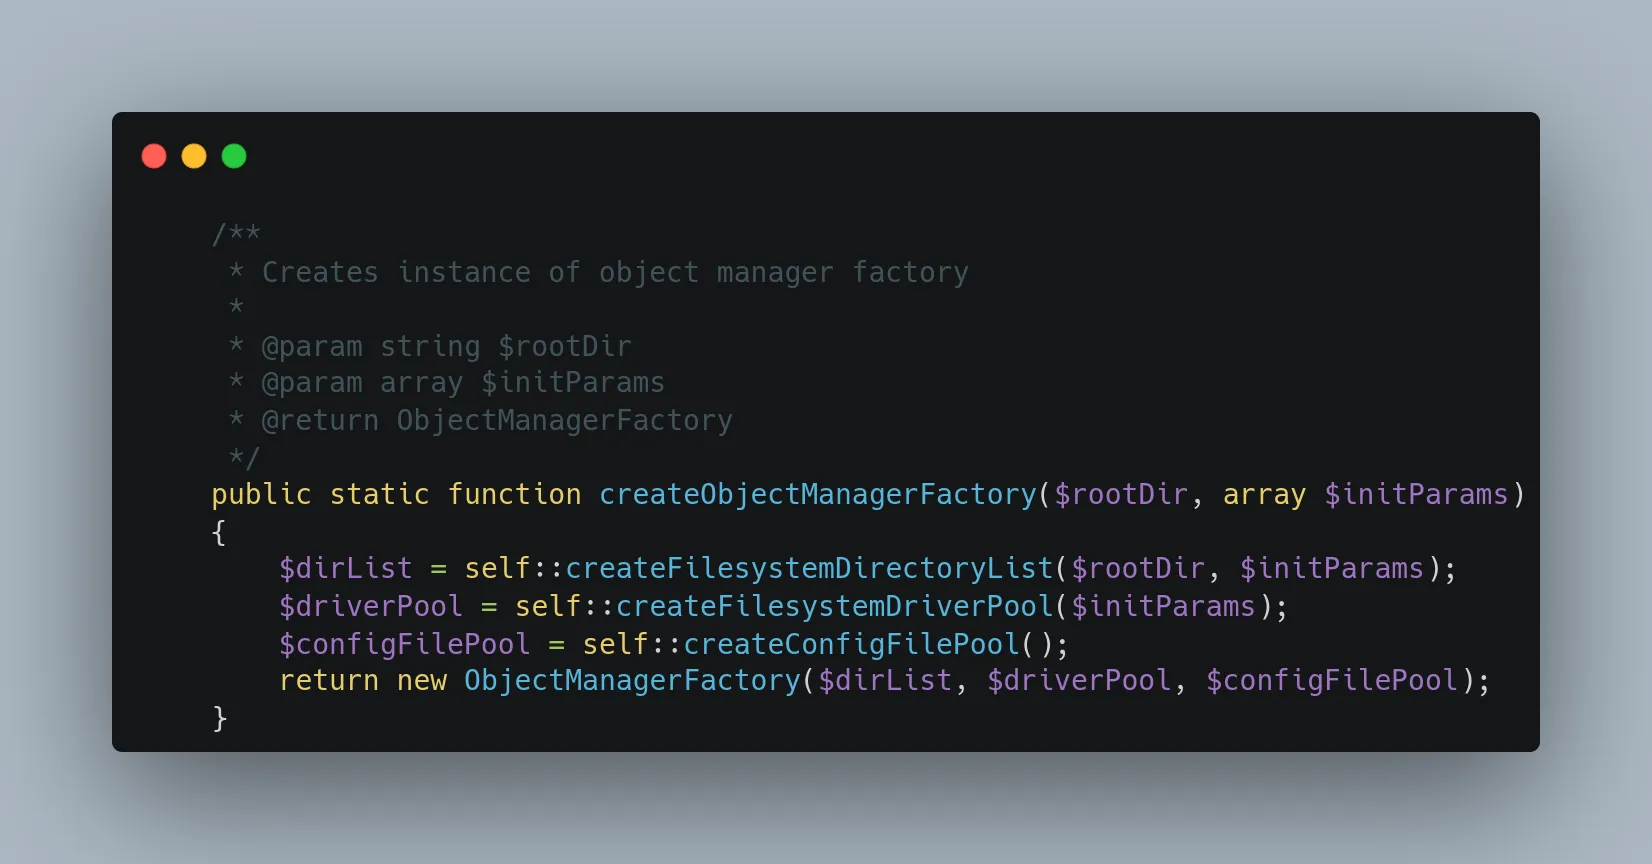 /**
 * Creates instance of object manager factory
 *
 * @param string $rootDir
 * @param array $initParams
 * @return ObjectManagerFactory
 */
public static function createObjectManagerFactory($rootDir, array $initParams)
{
    $dirList = self::createFilesystemDirectoryList($rootDir, $initParams);
    $driverPool = self::createFilesystemDriverPool($initParams);
    $configFilePool = self::createConfigFilePool();
    return new ObjectManagerFactory($dirList, $driverPool, $configFilePool);
}